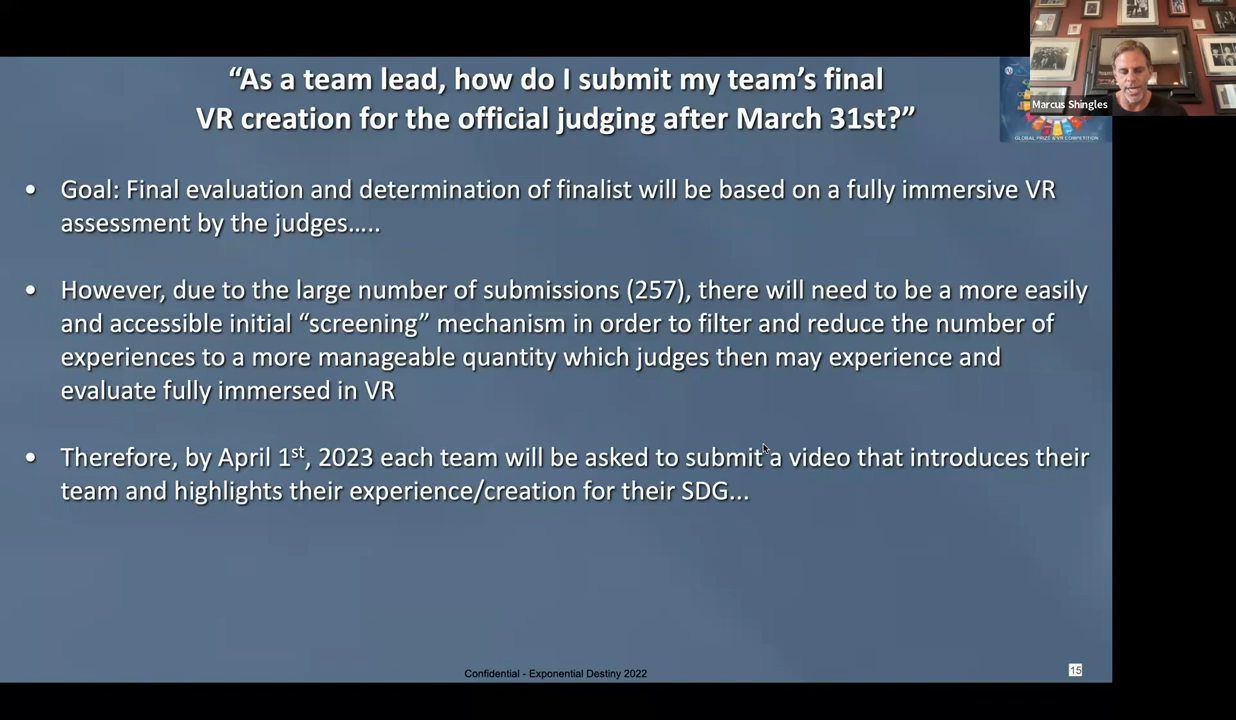 “As a team lead, how do I submit my team’s final
VR creation for the official judging after March 31st?”
Marcus Shingles
GLOBAL PRIZE & VR COMPETITION
• Goal: Final evaluation and determination of finalist will be based on a fully immersive VR
assessment by the judges…..
• However, due to the large number of submissions (257), there will need to be a more easily
and accessible initial “screening” mechanism in order to filter and reduce the number of
experiences to a more manageable quantity which judges then may experience and
evaluate fully immersed in VR
• Therefore, by April 1st, 2023 each team will be asked to submit a video that introduces their
team and highlights their experience/creation for their SDG...
Confidential - Exponential Destiny 2022
15